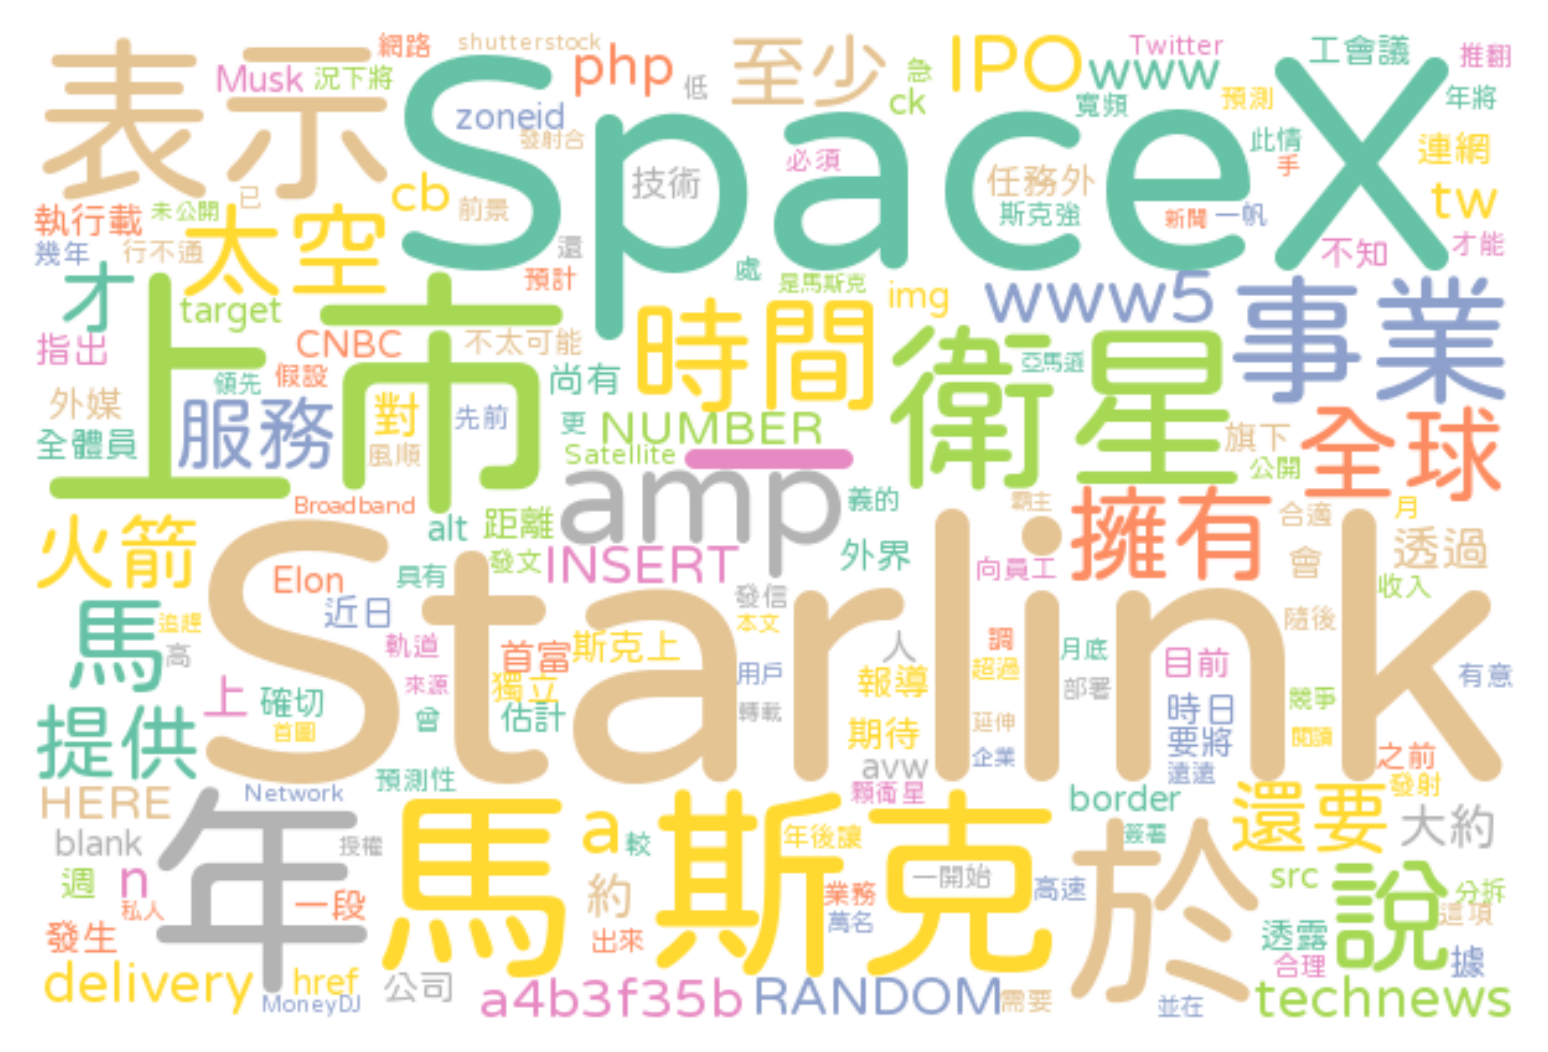 表示
SpaceX
Musk
況下將
網路
shutterstock
php
低
至少
急
ck
IPO
www
Twitter
寬頻
工會議
推翻
預測
年將
zoneid
發射合
必須
此情
手
連網
技術
任務外
斯克強
新聞
一帆
tw
不知
才能
執行載
未公開
已
cb
前景
幾年
行不通
太空
還
預計
處
是馬斯克
img
www5
事業
才
target
上市
CNBC
不太可能
時間
衛星
亞馬遜
指出
領先
假設
尚有
外媒
服務
對
先前
更
NUMBER
旗下
全球
全體員
風順
Satellite
公開
Broadband
amp
義的
霸主
擁有
合適
月
火箭
alt
距離
發文
INSERT
外界
向員工
會
透過
收入
Starlink
Elon
具有
近日
發信
本文
隨後
馬
追趕
高
軌道
首富
斯克上
人
調
月底
目前
來源
獨立
用戶
報導
超過
部署
競爭
有意
上
確切
首圖
曾
估計
轉載
期待
延伸
時日
要將
閱讀
提供
avw
企業
遠遠
之前
發射
預測性
顆衛星
HERE
Network
border
還要
大約
blank
年
授權
馬斯克
a
較
年後讓
簽署
於
週
n
私人
一段
約
業務
一開始
高速
萬名
src
說
分拆
這項
發生
出來
透露
合理
據
delivery
href
MoneyDJ
公司
a4b3f35b
RANDOM
需要
並在
technews